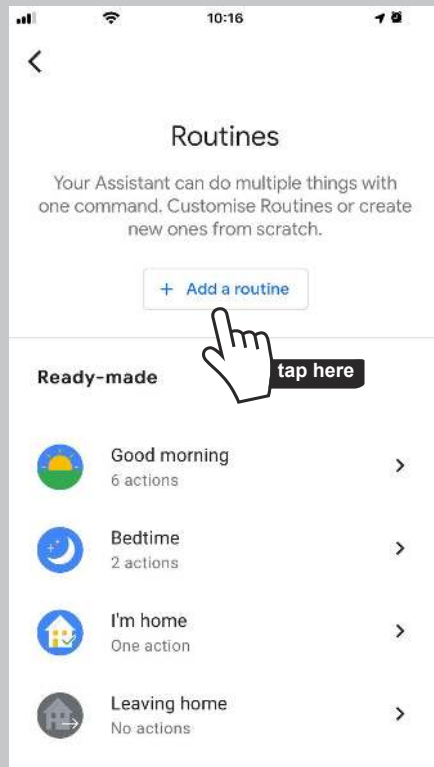 10:16
Routines
Your Assistant can do multiple things with
one command. Customise Routines or create
new ones from scratch.
+ Add a routine
tap here
Ready-made
Good morning
6 actions
Bedtime
2 actions
I'm home
One action
Leaving home
No actions